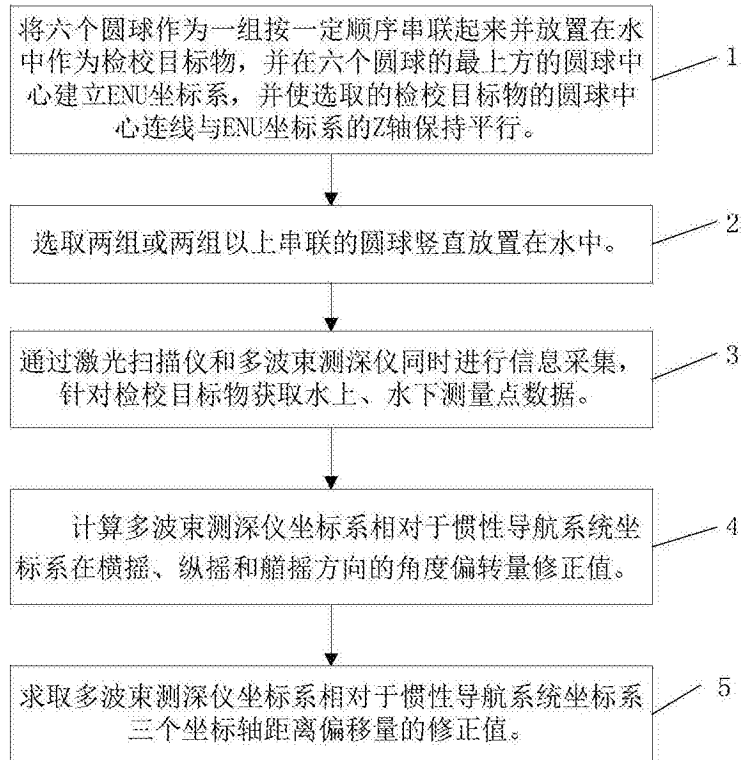 将六个圆球作为一组按一定顺序串联起来并放置在水
中作为检校目标物，并在六个圆球的最上方的圆球中
心建立ENU坐标系，并使选取的检校目标物的圆球中
心连线与ENU坐标系的Z轴保持平行。
1
选取两组或两组以上串联的圆球竖直放置在水中。
2
通过激光扫描仪和多波束测深仪同时进行信息采集，
针对检校目标物获取水上、水下测量点数据。
3
计算多波束测深仪坐标系相对于惯性导航系统坐
标系在横摇、纵摇和艏摇方向的角度偏转量修正值。
4
求取多波束测深仪坐标系相对于惯性导航系统坐标系
三个坐标轴距离偏移量的修正值。
5